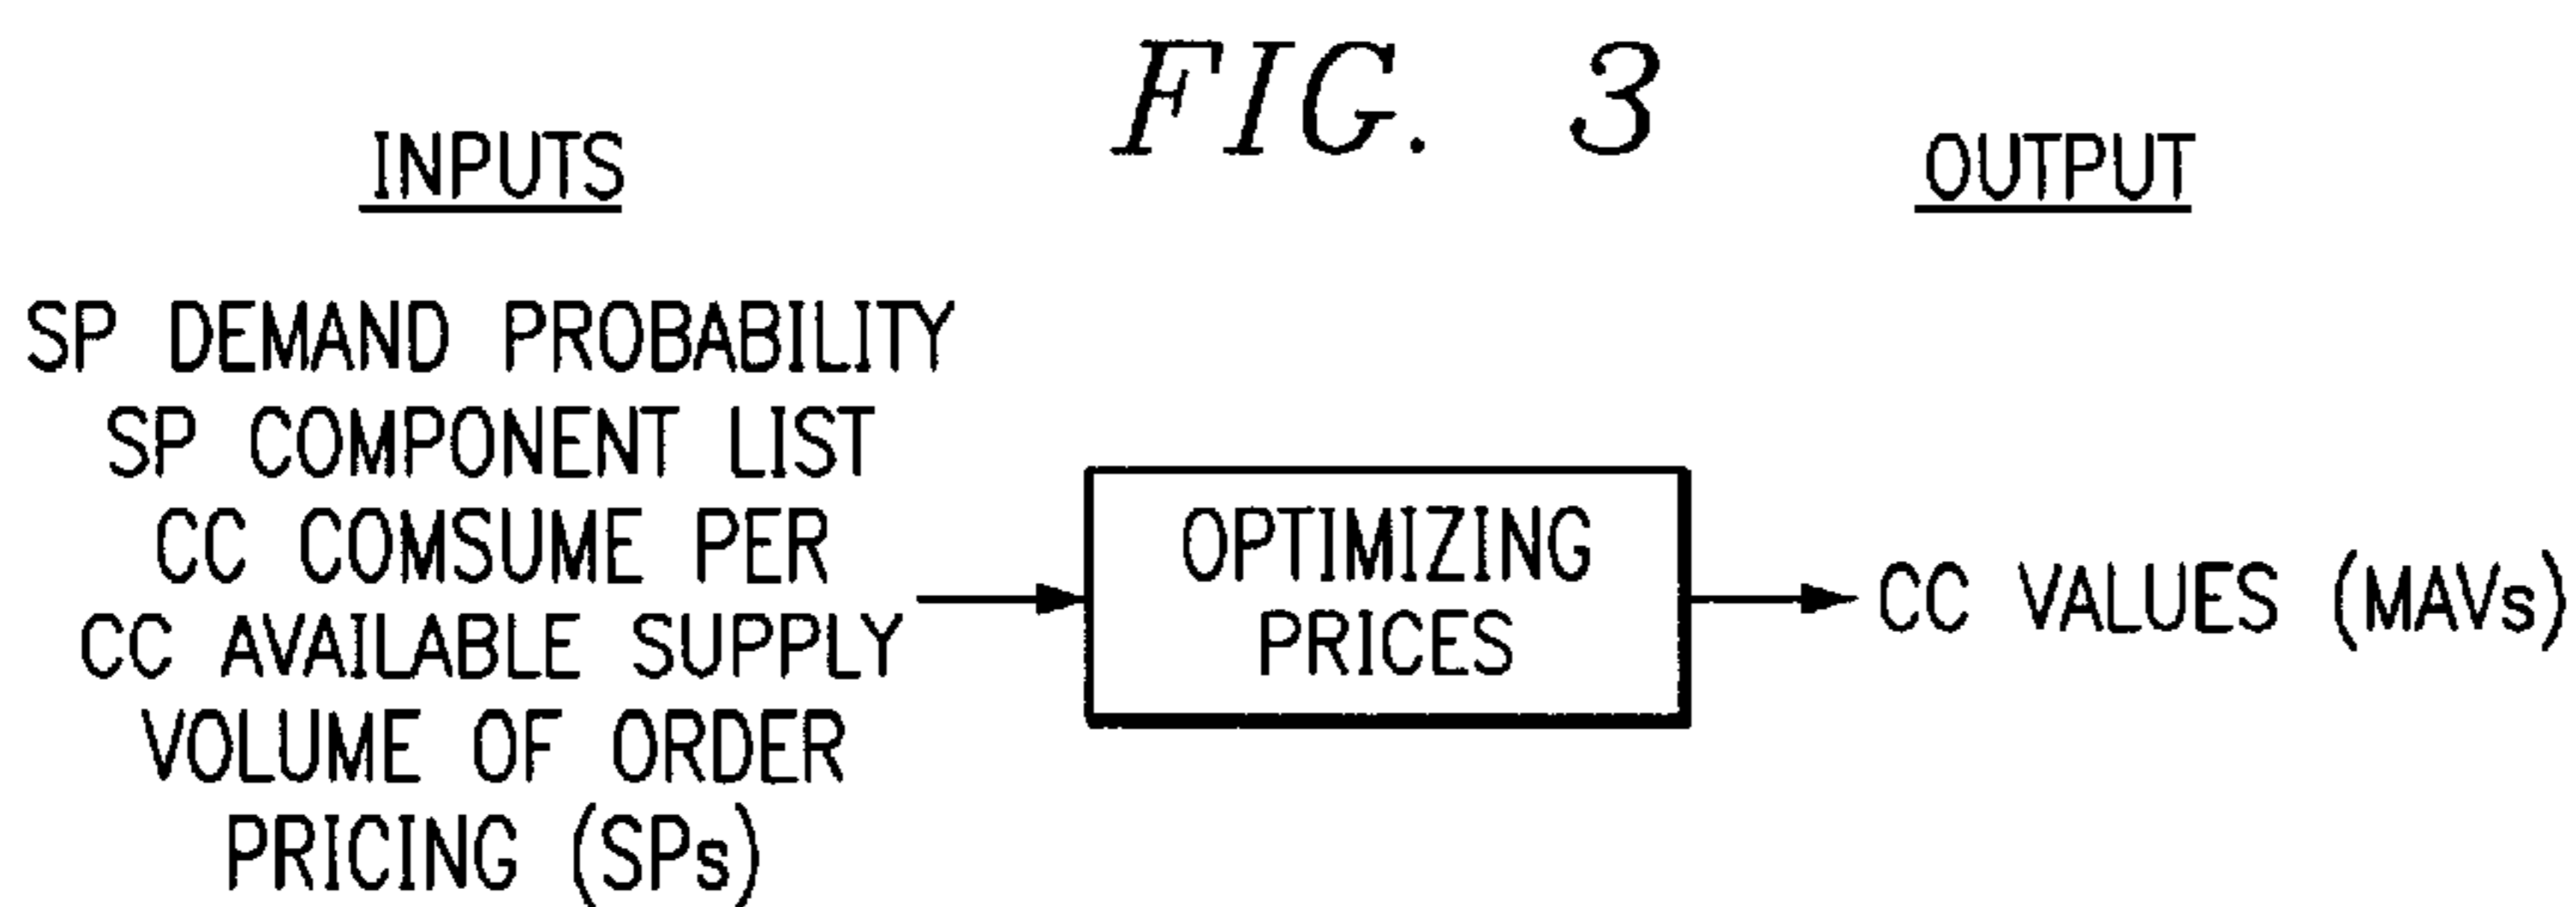 FIG. 3
INPUTS
OUTPUT
SP DEMAND PROBABILITY
SP COMPONENT LIST
CC COMSUME PER
CC AVAILABLE SUPPLY
VOLUME OF ORDER
PRICING (SPs)
OPTIMIZING
PRICES
CC VALUES (MAVs)